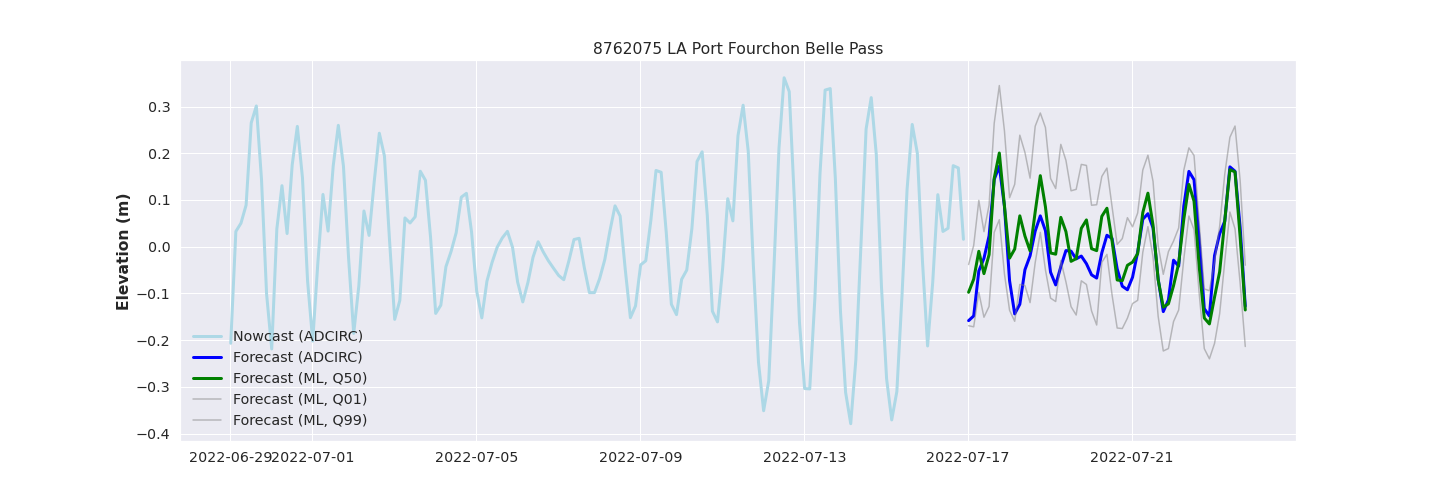 8762075 LA Port Fourchon Belle Pass
Elevation (m)
0.3
0.2
0.1
0.0
−0.1
−0.2
−0.3
−0.4
Nowcast (ADCIRC)
Forecast (ADCIRC)
Forecast (ML, Q50)
Forecast (ML, Q01)
Forecast (ML, Q99)
2022-06-29 2022-07-01 2022-07-05 2022-07-09 2022-07-13 2022-07-17 2022-07-21